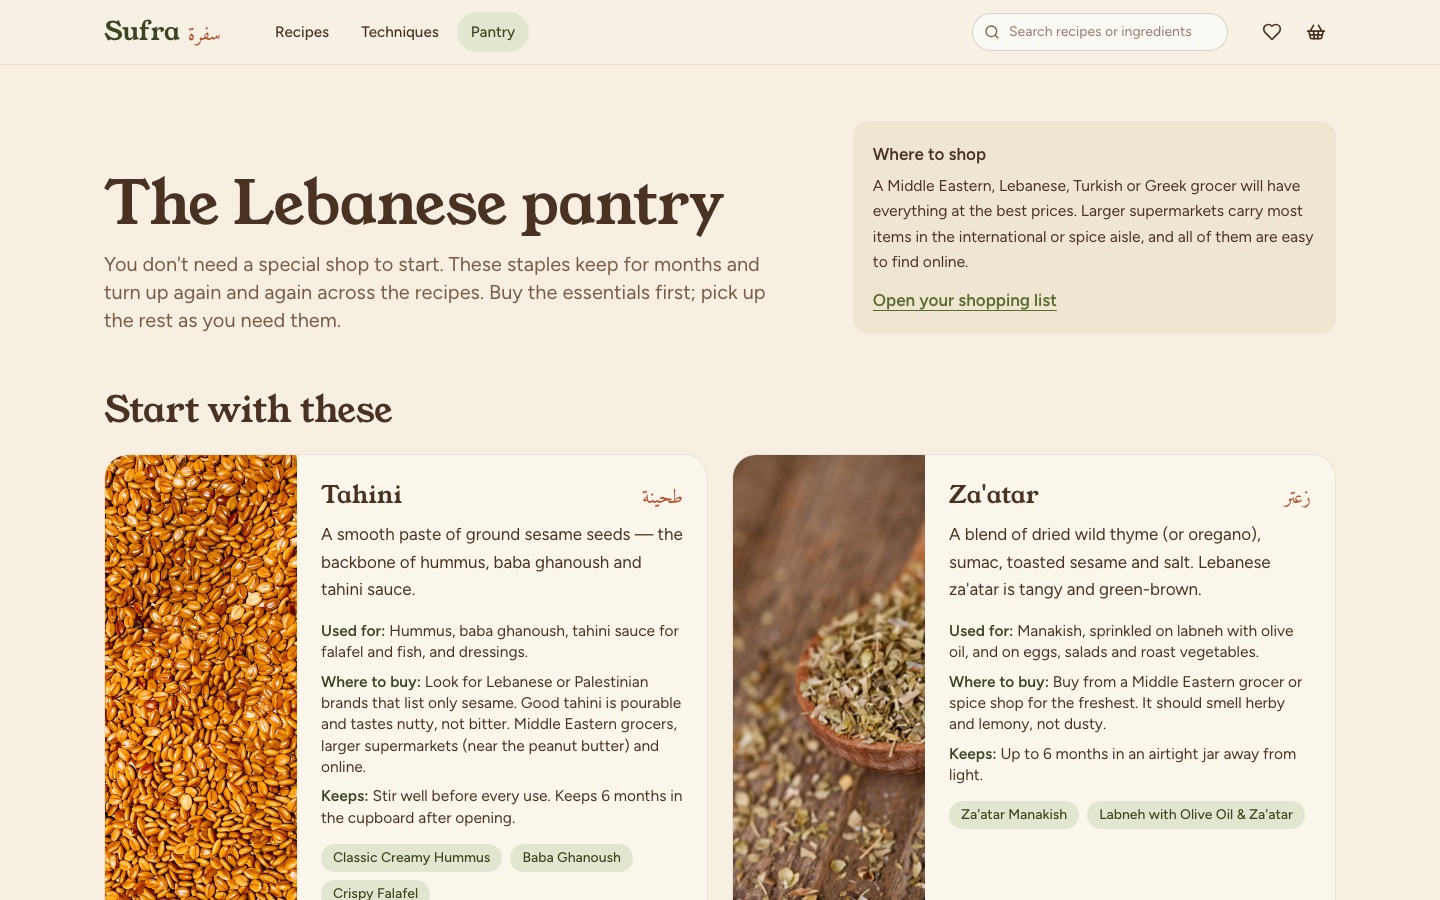 Sufra سفرة
Recipes
Techniques
Pantry
Search recipes or ingredients
The Lebanese pantry
You don't need a special shop to start. These staples keep for months and
turn up again and again across the recipes. Buy the essentials first; pick up
the rest as you need them.
Where to shop
A Middle Eastern, Lebanese, Turkish or Greek grocer will have
everything at the best prices. Larger supermarkets carry most
items in the international or spice aisle, and all of them are easy
to find online.
Open your shopping list
Start with these
Tahini
طحينة
A smooth paste of ground sesame seeds — the
backbone of hummus, baba ghanoush and
tahini sauce.
Used for: Hummus, baba ghanoush, tahini sauce for
falafel and fish, and dressings.
Where to buy: Look for Lebanese or Palestinian
brands that list only sesame. Good tahini is pourable
and tastes nutty, not bitter. Middle Eastern grocers,
larger supermarkets (near the peanut butter) and
online.
Keeps: Stir well before every use. Keeps 6 months in
the cupboard after opening.
Classic Creamy Hummus
Baba Ghanoush
Crispy Falafel
Za'atar
زعتر
A blend of dried wild thyme (or oregano),
sumac, toasted sesame and salt. Lebanese
za'atar is tangy and green-brown.
Used for: Manakish, sprinkled on labneh with olive
oil, and on eggs, salads and roast vegetables.
Where to buy: Buy from a Middle Eastern grocer or
spice shop for the freshest. It should smell herby
and lemony, not dusty.
Keeps: Up to 6 months in an airtight jar away from
light.
Za'atar Manakish
Labneh with Olive Oil & Za'atar